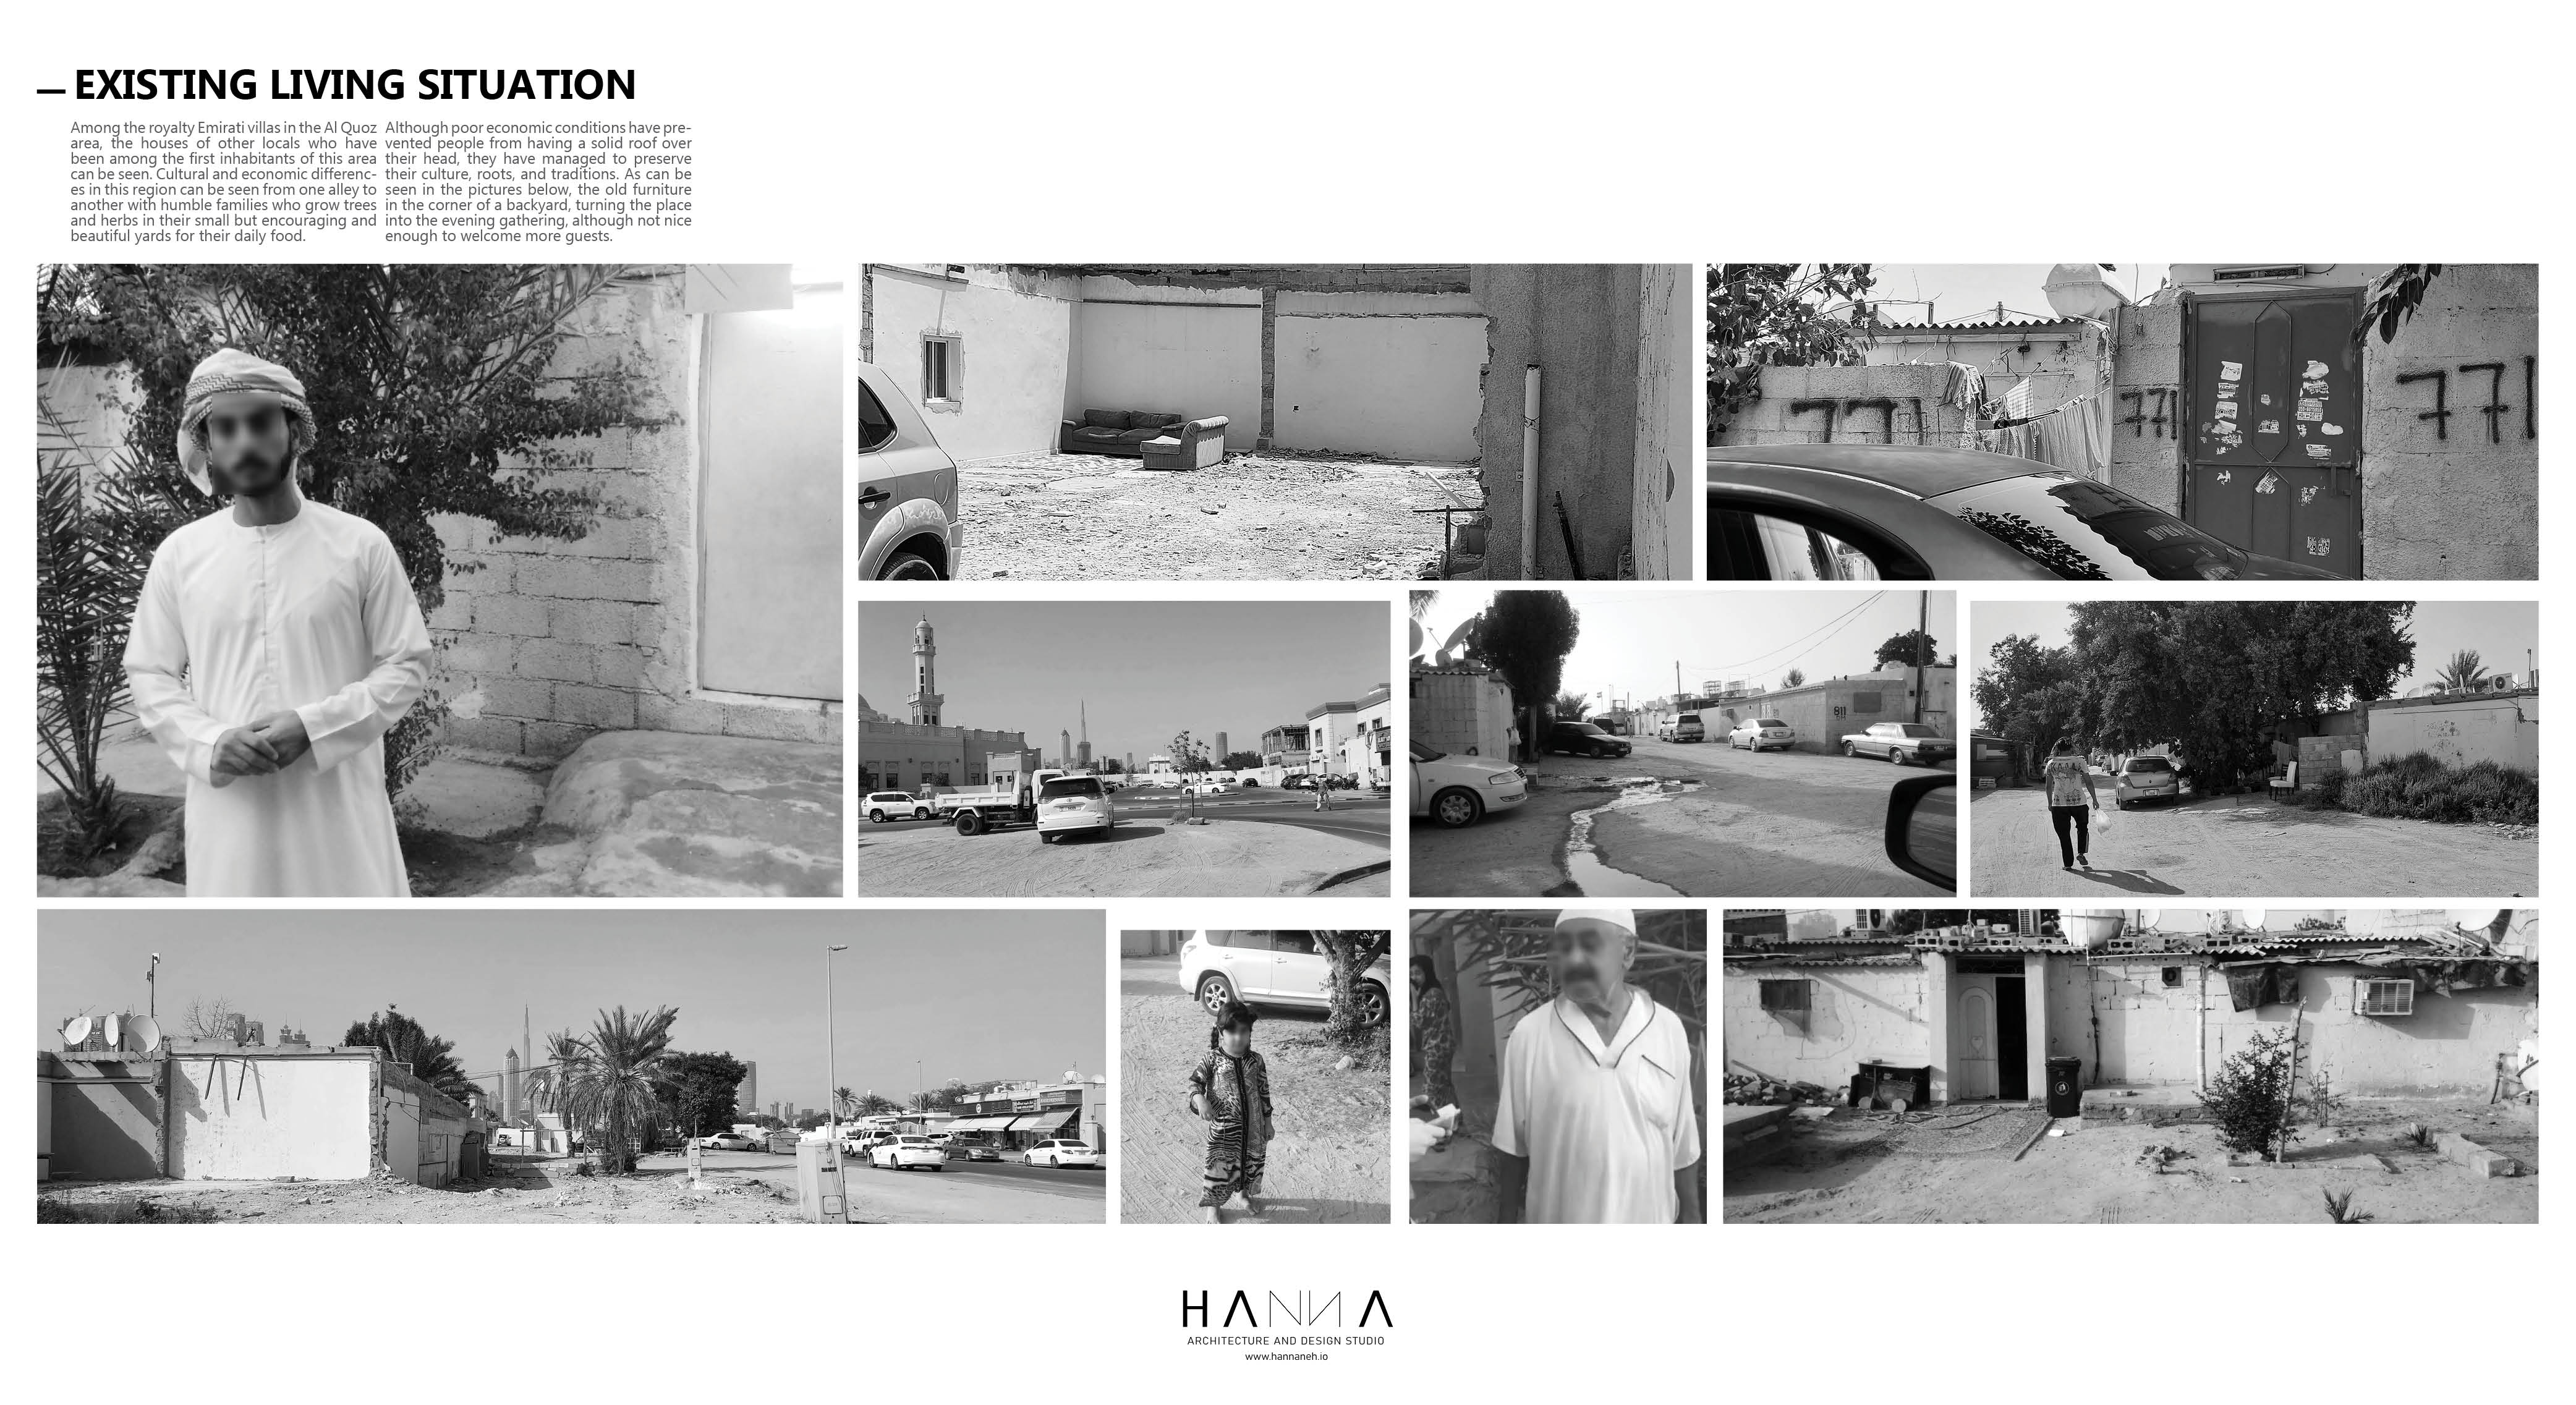 EXISTING LIVING SITUATION
Among the royalty Emirati villas in the Al Quoz
area, the houses of other locals who have
been among the first inhabitants of this area
can be seen. Cultural and economic differenc-
es in this region can be seen from one alley to
another with humble families who grow trees
and herbs in their small but encouraging and
beautiful yards for their daily food.
Although poor economic conditions have pre-
vented people from having a solid roof over
their head, they have managed to preserve
their culture, roots, and traditions. As can be
seen in the pictures below, the old furniture
in the corner of a backyard, turning the place
into the evening gathering, although not nice
enough to welcome more guests.
771
771
771
811
HANNA
ARCHITECTURE AND DESIGN STUDIO
www.hannaneh.io